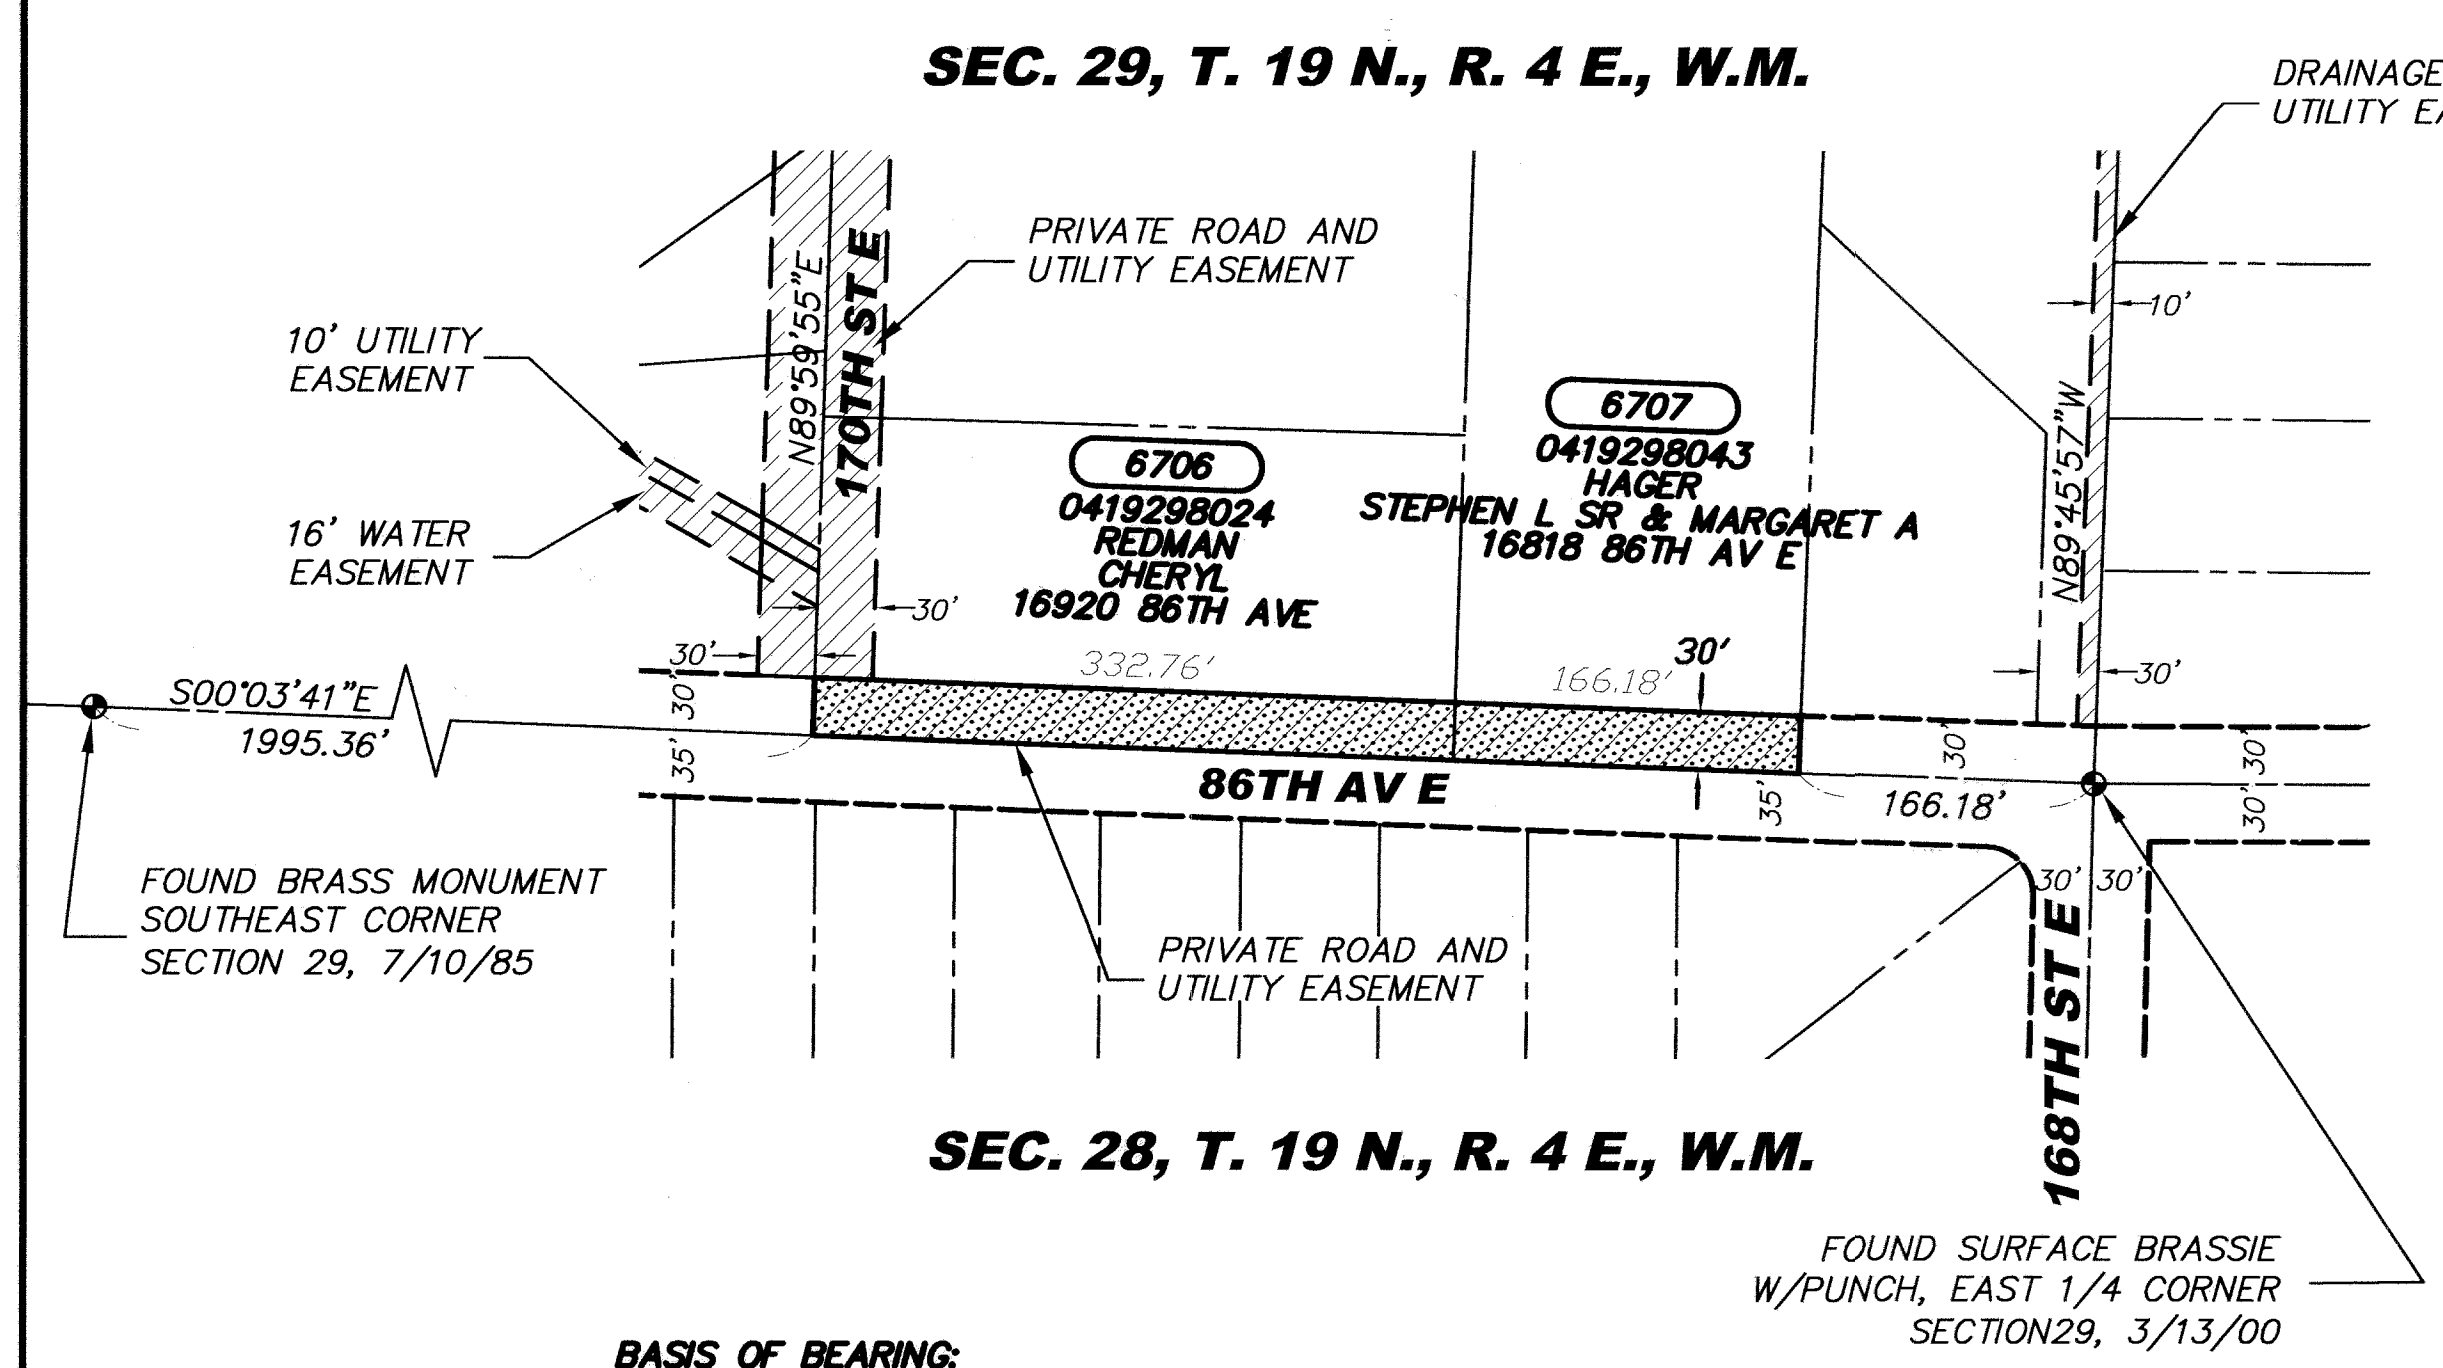 SEC. 29, T. 19 N., R. 4 E., W.M.
DRAINAGE
UTILITY EA
PRIVATE ROAD AND
UTILITY EASEMENT
N89°59'55"E
170TH ST E
10' UTILITY
EASEMENT
16' WATER
EASEMENT
10'
6706
0419298024
REDMAN
CHERYL
16920 86TH AVE
6707
0419298043
HAGER
STEPHEN L SR & MARGARET A
16818 86TH AV E
N89°45'57"W
30'
30'
332.76'
166.18'
30'
30'
S00°03'41"E
1995.36'
30'
35'
86TH AV E
35'
30'
166.18'
30'
30'
FOUND BRASS MONUMENT
SOUTHEAST CORNER
SECTION 29, 7/10/85
PRIVATE ROAD AND
UTILITY EASEMENT
30' 30'
168TH ST E
SEC. 28, T. 19 N., R. 4 E., W.M.
FOUND SURFACE BRASSIE
W/PUNCH, EAST 1/4 CORNER
SECTION29, 3/13/00
BASIS OF BEARING: